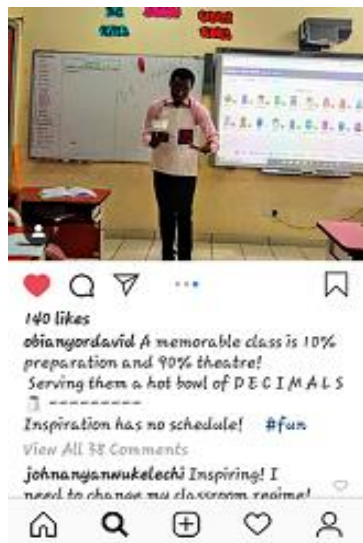 140 likes
obianyordavid A memorable class is 10%
preparation and 90% theatre!
Serving them a hot bowl of D E C I M A L S
---------
Inspiration has no schedule! #fun
View All 38 Comments
johnanyanwukelechi Inspiring! I
need to change my classroom regime!